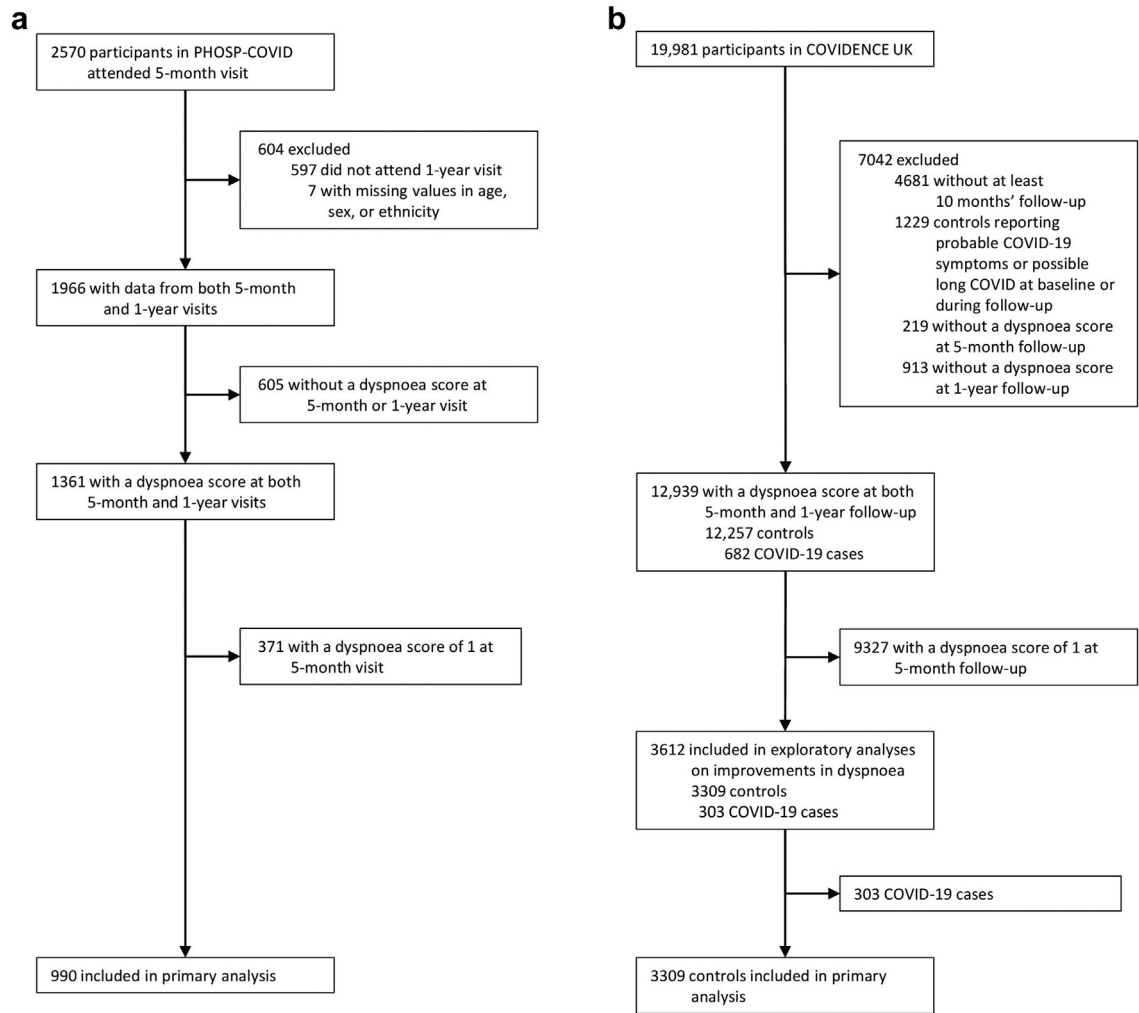 a
2570 participants in PHOSP-COVID
attended 5-month visit
604 excluded
597 did not attend 1-year visit
7 with missing values in age,
sex, or ethnicity
1966 with data from both 5-month
and 1-year visits
605 without a dyspnoea score at
5-month or 1-year visit
1361 with a dyspnoea score at both
5-month and 1-year visits
371 with a dyspnoea score of 1 at
5-month visit
990 included in primary analysis
b
19,981 participants in COVIDENCE UK
7042 excluded
4681 without at least
10 months’ follow-up
1229 controls reporting
probable COVID-19
symptoms or possible
long COVID at baseline or
during follow-up
219 without a dyspnoea score
at 5-month follow-up
913 without a dyspnoea score
at 1-year follow-up
12,939 with a dyspnoea score at both
5-month and 1-year follow-up
12,257 controls
682 COVID-19 cases
9327 with a dyspnoea score of 1 at
5-month follow-up
3612 included in exploratory analyses
on improvements in dyspnoea
3309 controls
303 COVID-19 cases
303 COVID-19 cases
3309 controls included in primary
analysis